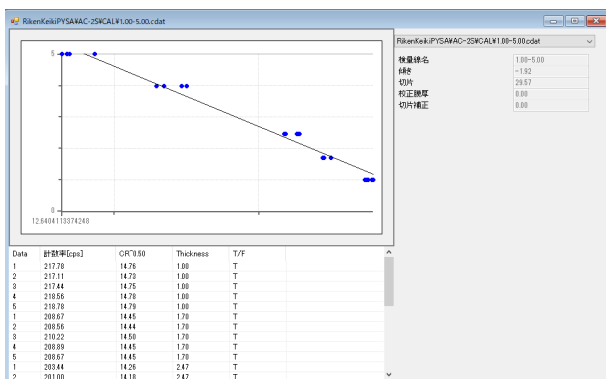 RikenKeikiPYSA¥AC-2S¥CAL¥1.00-5.00.cdat
RikenKeikiPYSA¥AC-2S¥CAL¥1.00-5.00.cdat
検量線名 1.00-5.00
傾き -1.92
切片 29.57
校正膜厚 0.00
切片補正 0.00
5
0
12.6404113374248
Data 計数率[cps] CR^0.50 Thickness T/F
1 217.78 14.76 1.00 T
2 217.11 14.73 1.00 T
3 217.44 14.75 1.00 T
4 218.56 14.78 1.00 T
5 218.78 14.79 1.00 T
1 208.67 14.45 1.70 T
2 208.56 14.44 1.70 T
3 210.22 14.50 1.70 T
4 208.89 14.45 1.70 T
5 208.67 14.45 1.70 T
1 203.44 14.26 2.47 T
2 201.00 14.18 2.47 T